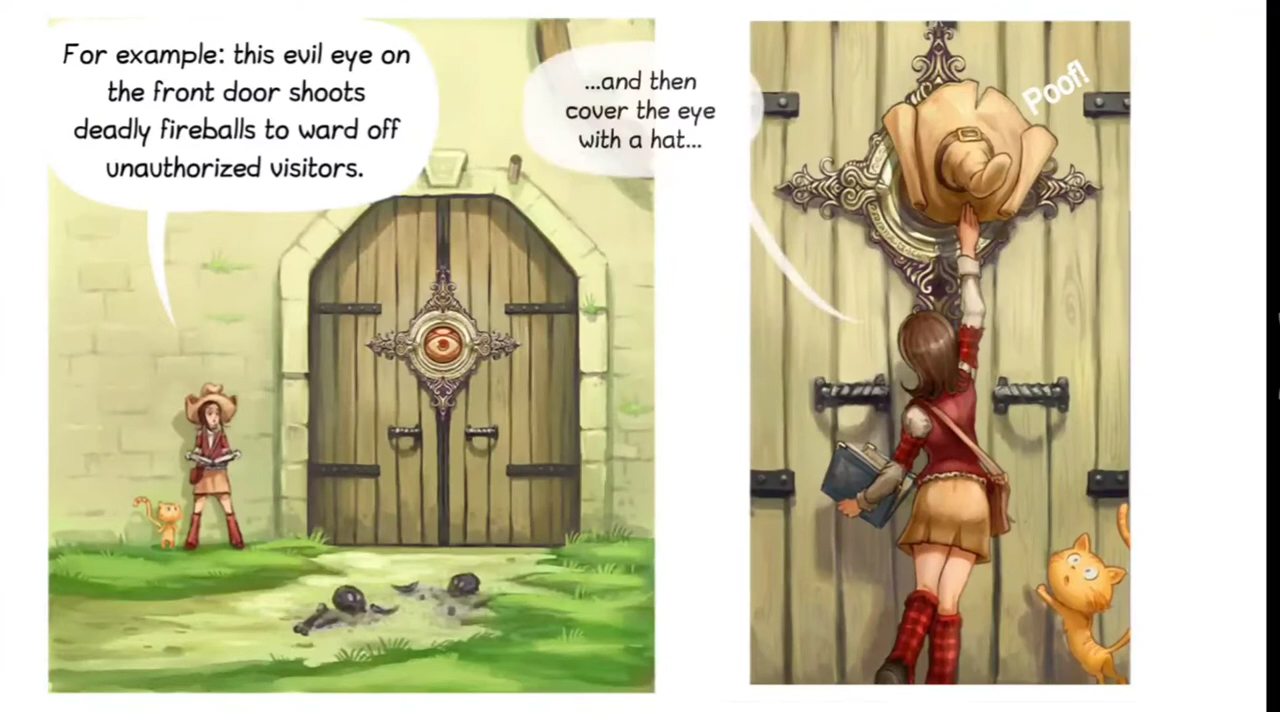 For example: this evil eye on
the front door shoots
deadly fireballs to ward off
unauthorized visitors.
...and then
cover the eye
with a hat...
Poof!